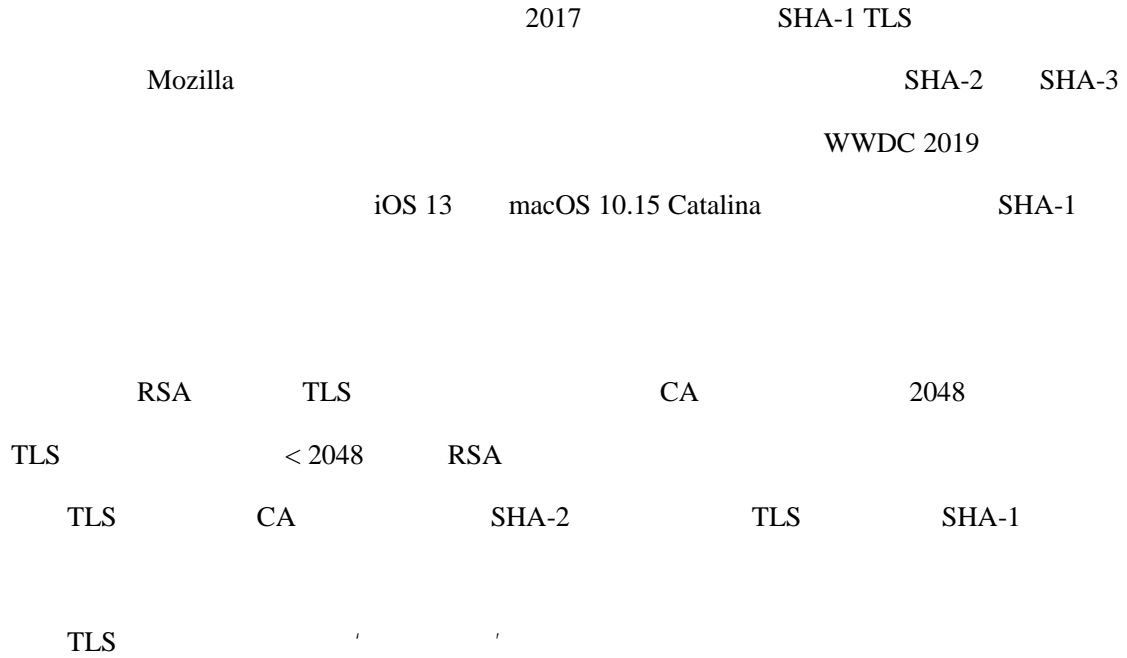 2017 SHA-1 TLS
Mozilla SHA-2 SHA-3
WWDC 2019
iOS 13 macOS 10.15 Catalina SHA-1
RSA TLS CA 2048
TLS < 2048 RSA
TLS CA SHA-2 TLS SHA-1
TLS ' '